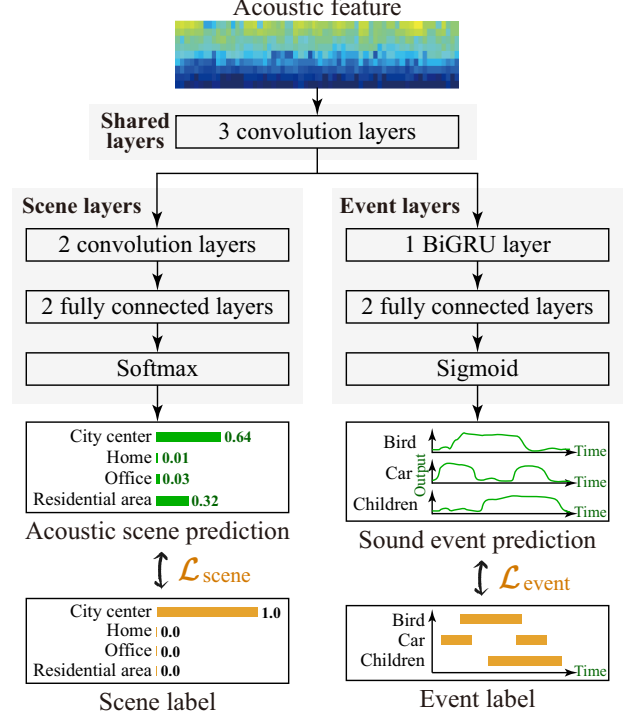 Acoustic feature
Shared
layers
3 convolution layers
Scene layers
2 convolution layers
2 fully connected layers
Softmax
City center 0.64
Home 0.01
Office 0.03
Residential area 0.32
Acoustic scene prediction
ℒ scene
City center 1.0
Home 0.0
Office 0.0
Residential area 0.0
Scene label
Event layers
1 BiGRU layer
2 fully connected layers
Sigmoid
Output
Bird Time
Car Time
Children Time
Sound event prediction
ℒ event
Bird
Car
Children
Time
Event label